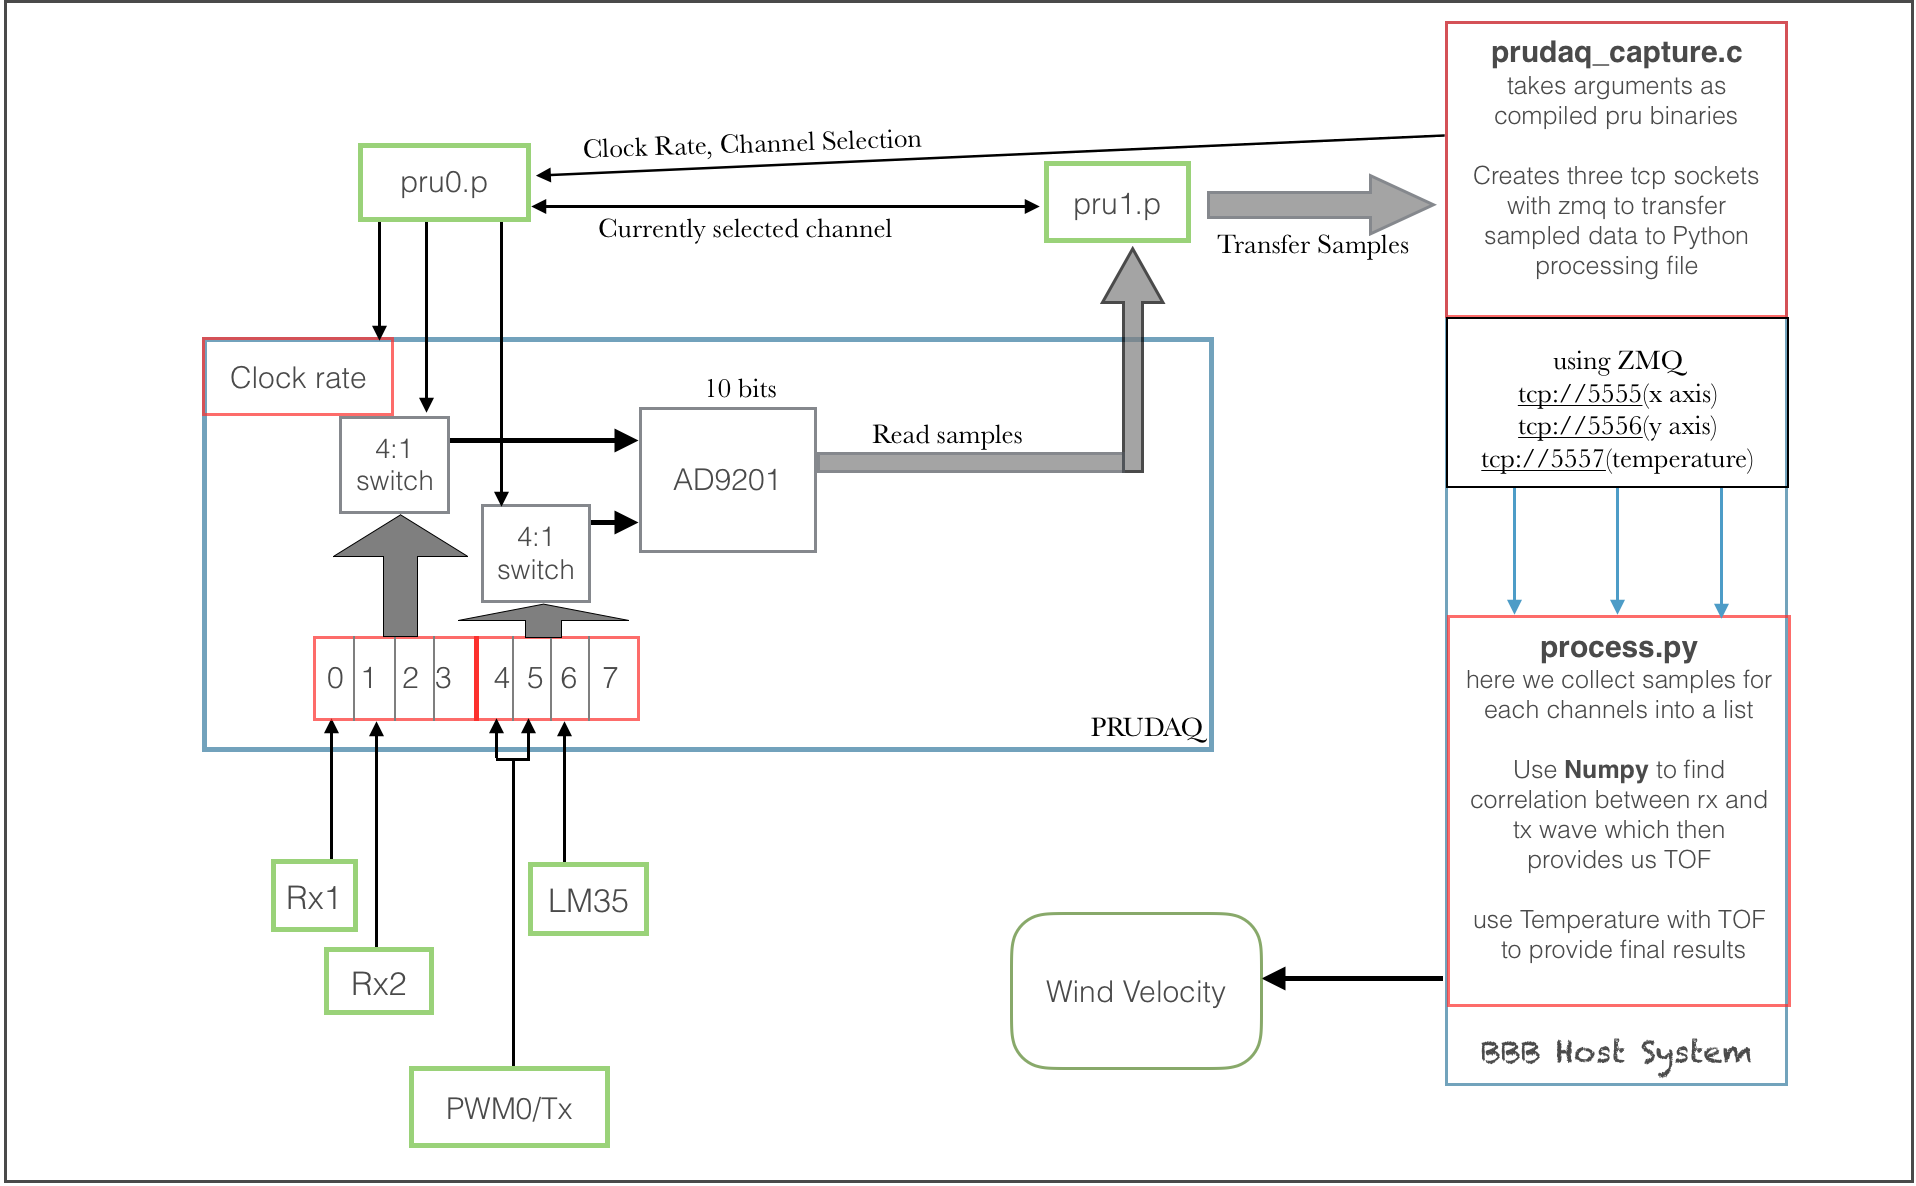 prudaq_capture.c
takes arguments as
compiled pru binaries
Creates three tcp sockets
with zmq to transfer
sampled data to Python
processing file
Clock Rate, Channel Selection
pru0.p
pru1.p
Currently selected channel
Transfer Samples
using ZMQ
tcp://5555(x axis)
tcp://5556(y axis)
tcp://5557(temperature)
Clock rate
10 bits
4:1
switch
Read samples
AD9201
4:1
switch
0 1 2 3 4 5 6 7
PRUDAQ
process.py
here we collect samples for
each channels into a list
Use Numpy to find
correlation between rx and
tx wave which then
provides us TOF
use Temperature with TOF
to provide final results
Rx1
LM35
Rx2
Wind Velocity
BBB Host System
PWM0/Tx